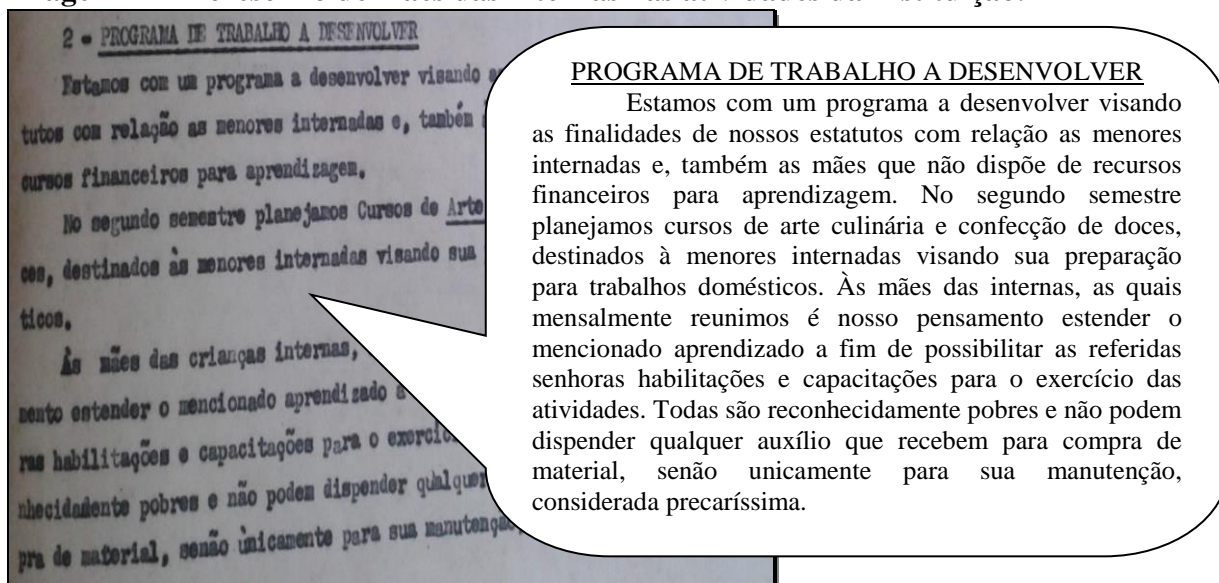 2 - PROGRAMA DE TRABALHO A DESENVOLVER
Estamos com um programa a desenvolver visando
tutos com relação as menores internadas e, também
cursos financeiros para aprendizagem.
No segundo semestre planejamos Cursos de Arte
ces, destinados às menores internadas visando sua
ticos.
Às mães das crianças internas,
mento estender o mencionado aprendizado a
ras habilitações e capacitações para o
nhecidamente pobres e não podem dispender qualquer
pra de material, senão ùnicamente para sua manutenção
PROGRAMA DE TRABALHO A DESENVOLVER
Estamos com um programa a desenvolver visando
as finalidades de nossos estatutos com relação as menores
internadas e, também as mães que não dispõe de recursos
financeiros para aprendizagem. No segundo semestre
planejamos cursos de arte culinária e confecção de doces,
destinados à menores internadas visando sua preparação
para trabalhos domésticos. Às mães das internas, as quais
mensalmente reunimos é nosso pensamento estender o
mencionado aprendizado a fim de possibilitar as referidas
senhoras habilitações e capacitações para o exercício das
atividades. Todas são reconhecidamente pobres e não podem
dispender qualquer auxílio que recebem para compra de
material, senão unicamente para sua manutenção,
considerada precaríssima.